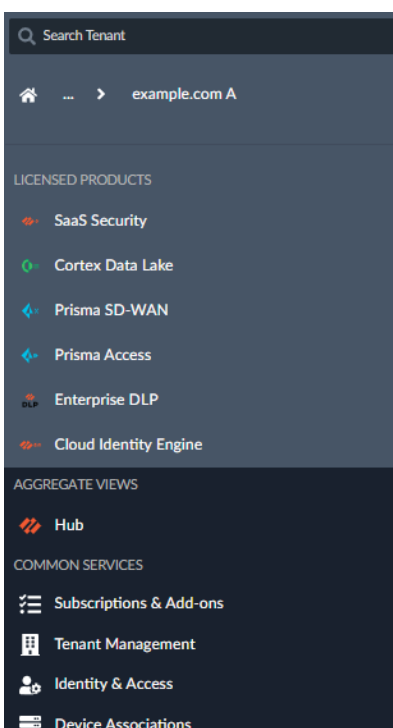 Search Tenant
... > example.com A
LICENSED PRODUCTS
SaaS Security
Cortex Data Lake
Prisma SD-WAN
Prisma Access
DLP Enterprise DLP
Cloud Identity Engine
AGGREGATE VIEWS
Hub
COMMON SERVICES
Subscriptions & Add-ons
Tenant Management
Identity & Access
Device Associations